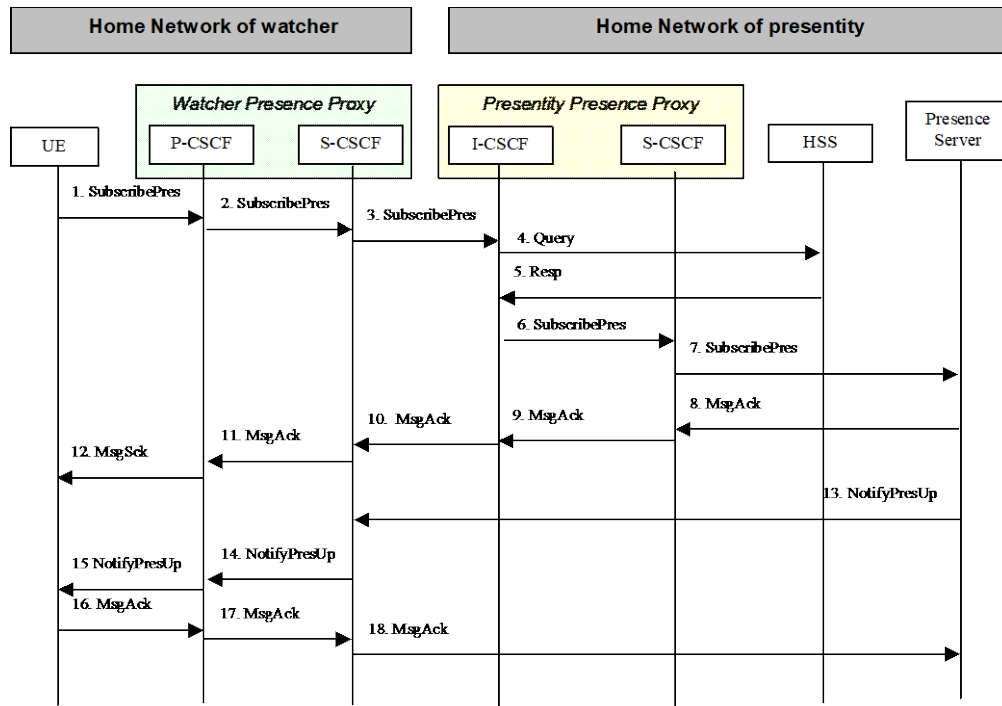 Home Network of watcher
Home Network of presentity
Watcher Presence Proxy
Presentity Presence Proxy
UE
P-CSCF
S-CSCF
I-CSCF
S-CSCF
HSS
Presence
Server
1. SubscribePres
2. SubscribePres
3. SubscribePres
4. Query
5. Resp
6. SubscribePres
7. SubscribePres
8. MsgAck
9. MsgAck
10. MsgAck
11. MsgAck
12. MsgSck
13. NotifyPresUp
14. NotifyPresUp
15 NotifyPresUp
16. MsgAck
17. MsgAck
18. MsgAck